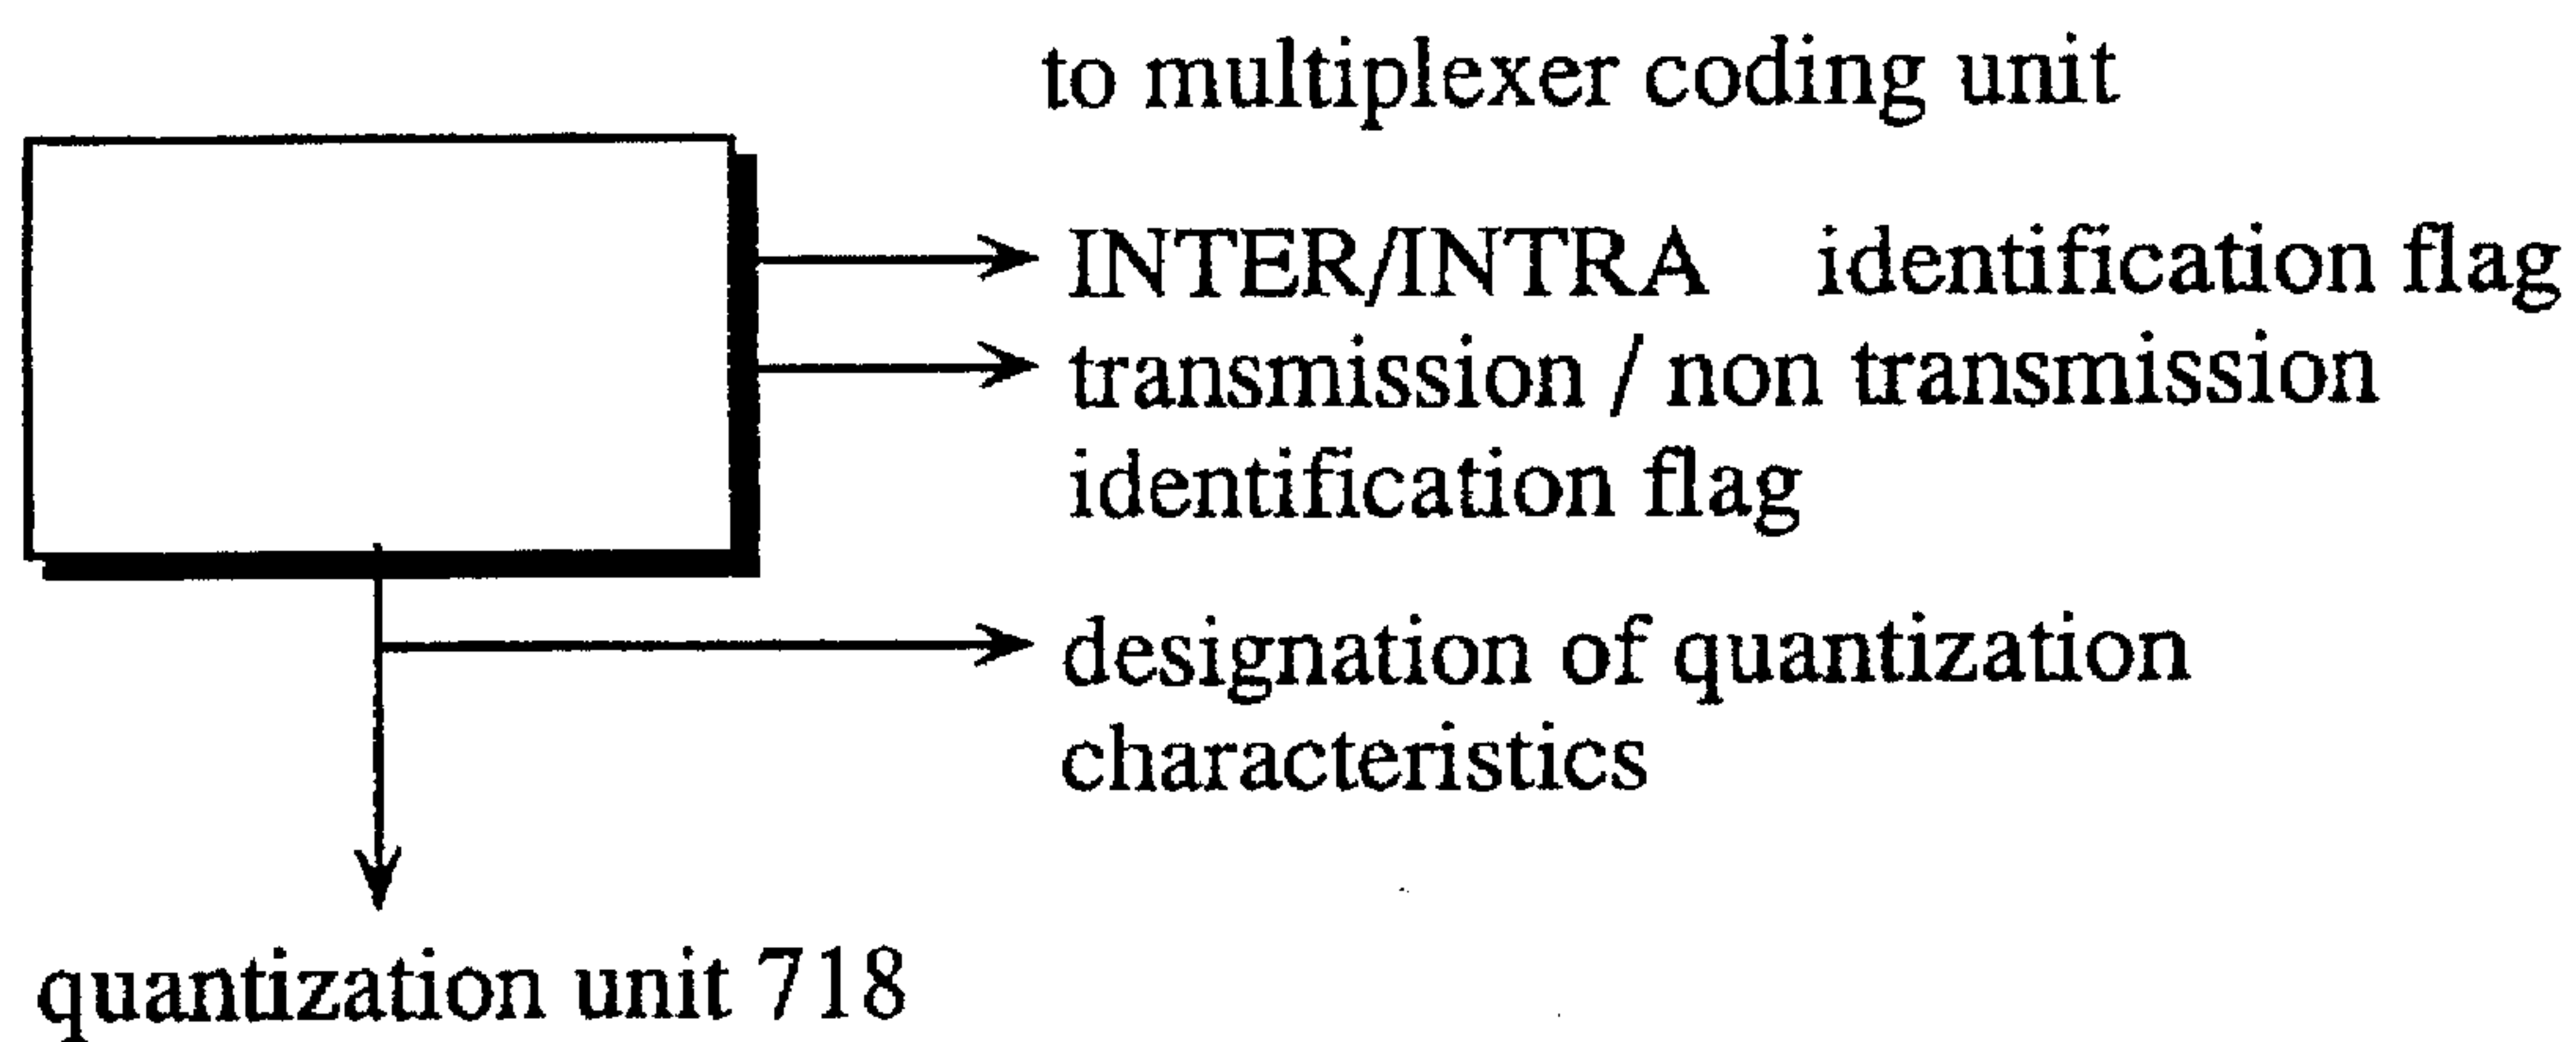 to multiplexer coding unit
INTER/INTRA identification flag
transmission / non transmission
identification flag
designation of quantization
characteristics
quantization unit 718